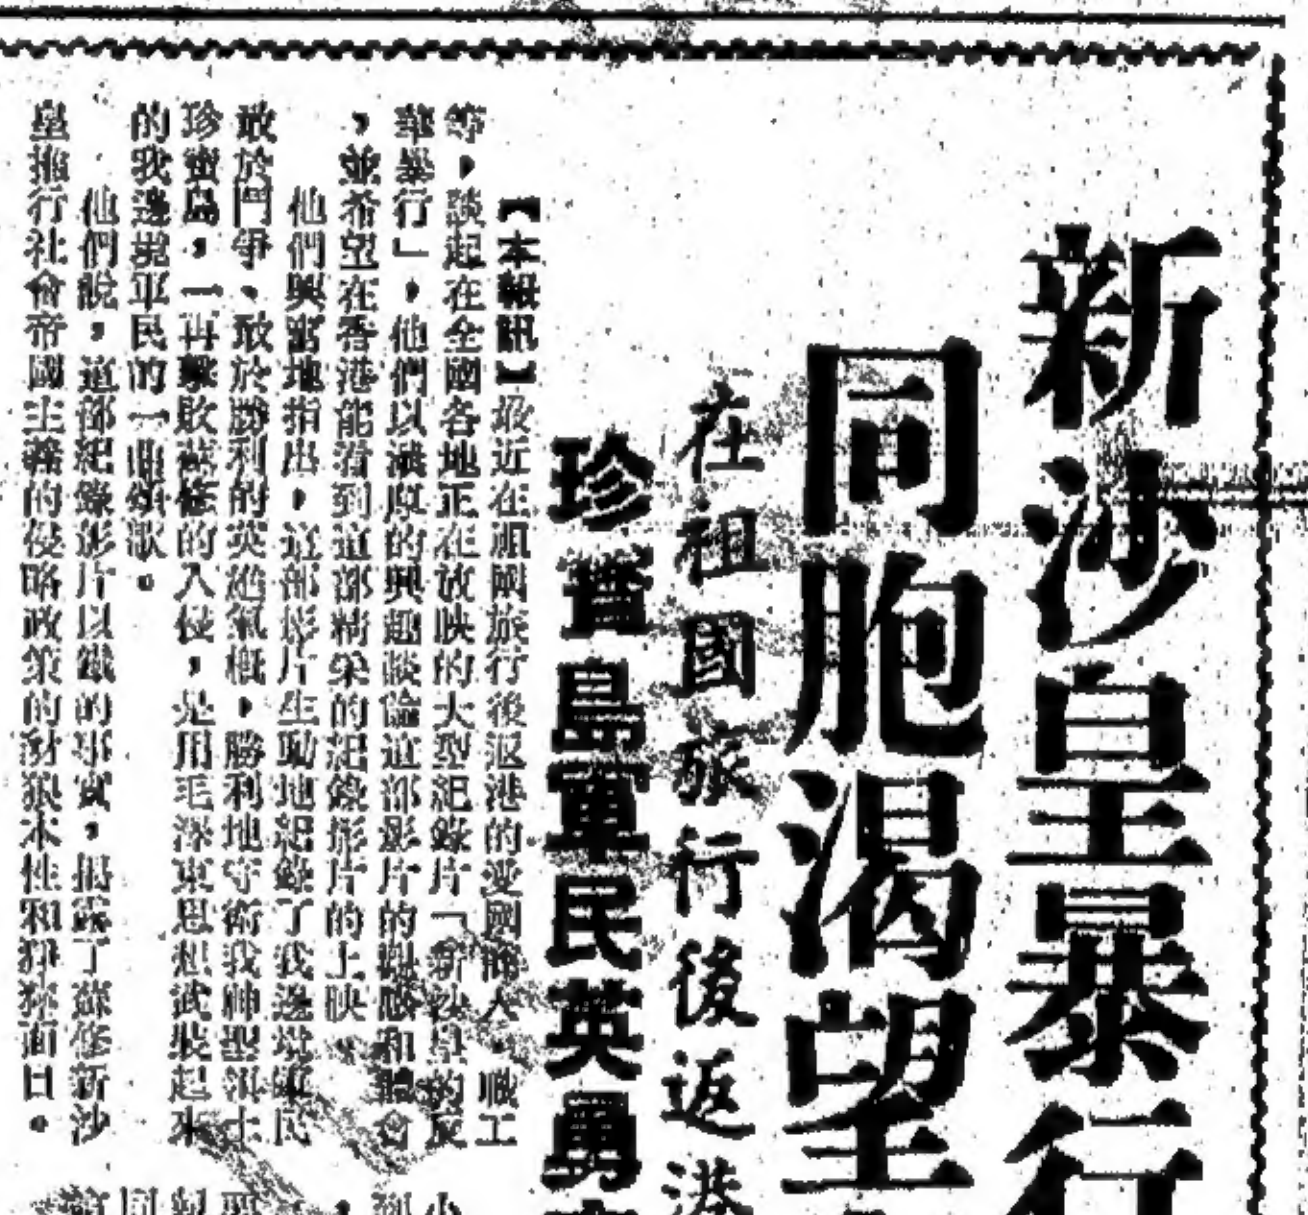 新沙皇暴行
同胞渴望
在祖國旅行後返港
珍寶島軍民英勇
【本報訊】最近在祖國旅行後返港的愛國商人、職工
等，談起在全國各地正在放映的大型紀錄片「新沙皇的反
華暴行」，他們以濃厚的興趣談論這部影片的觀感和體會
，並希望在香港能看到這部精采的紀錄影片的上映。
他們興奮地指出，這部影片生動地紀錄了我邊境軍民
敢於鬥爭、敢於勝利的英雄氣概，勝利地守衛我神聖領土
珍寶島，一再擊敗蘇修的入侵，是用毛澤東思想武裝起來
的我邊境軍民的一曲頌歌。
他們說，這部紀錄影片以鐵的事實，揭露了蘇修新沙
皇推行社會帝國主義的侵略政策的豺狼本性和猙獰面目。